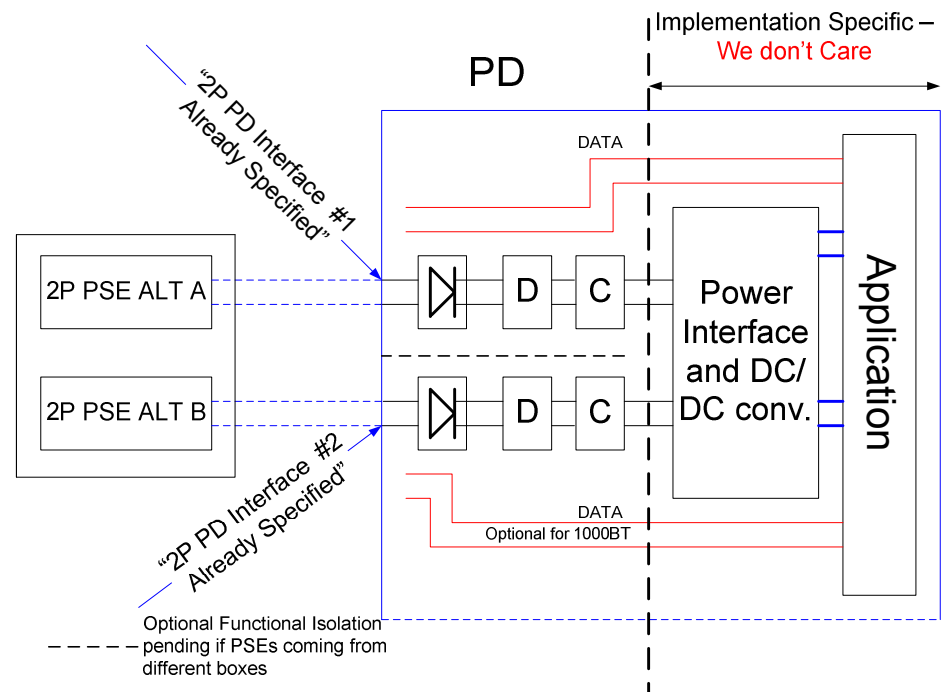 Implementation Specific –
We don't Care
PD
“2P PD Interface #1
Already Specified”
DATA
2P PSE ALT A
D
C
Power
Interface
and DC/
DC conv.
Application
2P PSE ALT B
D
C
“2P PD Interface #2
Already Specified”
DATA
Optional for 1000BT
Optional Functional Isolation
pending if PSEs coming from
different boxes